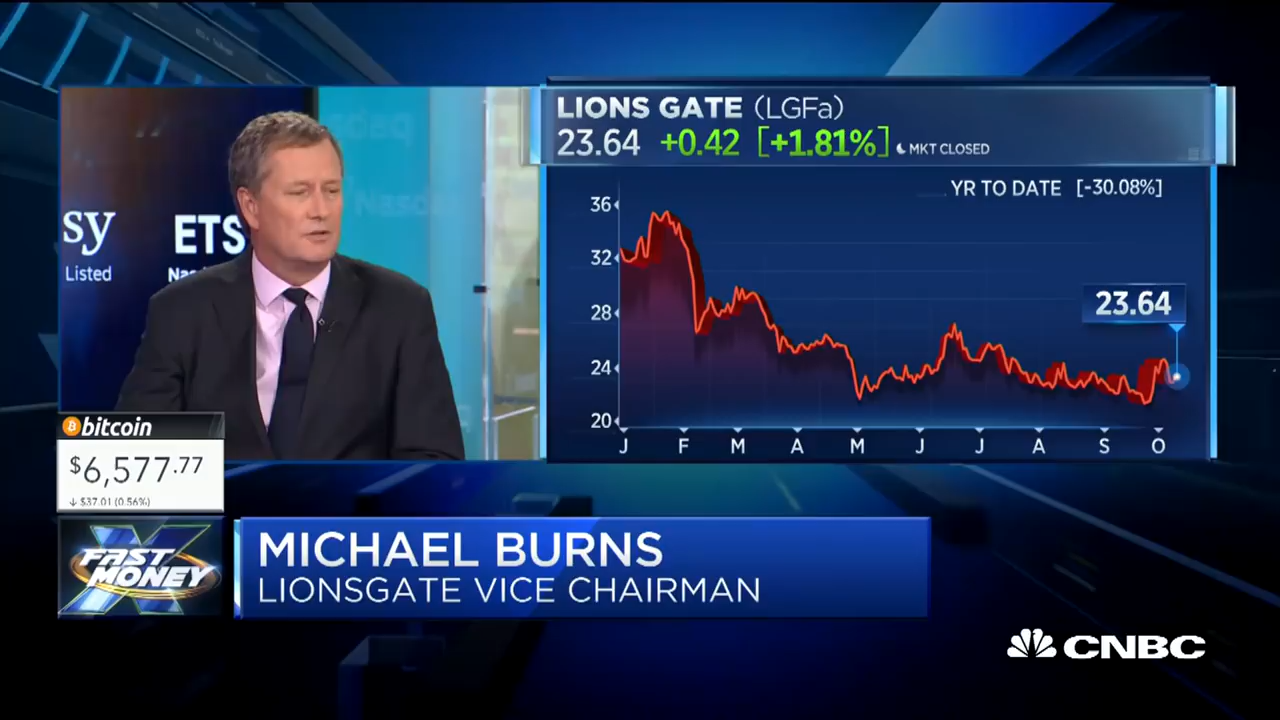 LIONS GATE (LGFa)
23.64 +0.42 [+1.81%] MKT CLOSED
YR TO DATE [-30.08%]
36
32
28
24
20
23.64
J F M A M J J A S O
sy
Listed
ETS
Nas
Nasd
bitcoin
$6,577.77
↓ $37.01 (0.56%)
FAST
MONEY
MICHAEL BURNS
LIONSGATE VICE CHAIRMAN
CNBC